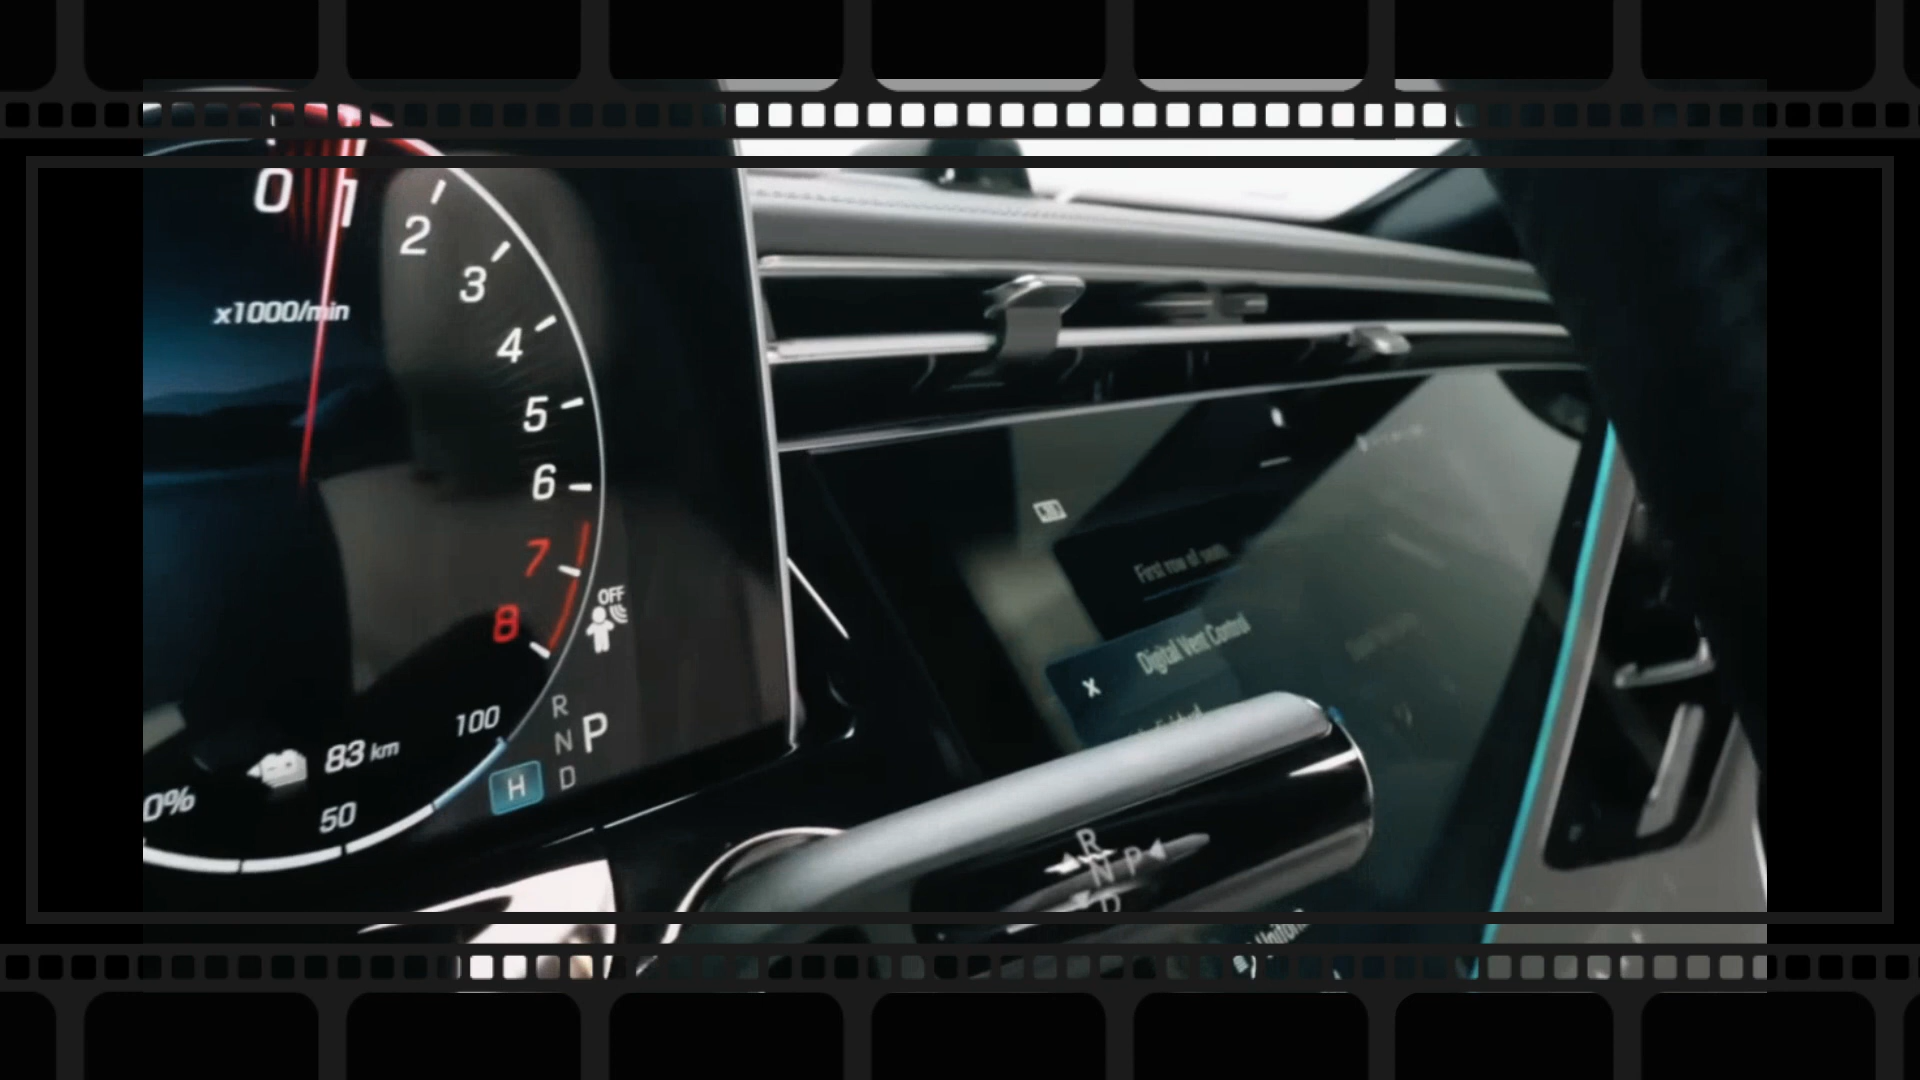 0
1
2
3
x1000/min
4
5
6
7
8
OFF
100
R
N
D
P
83 km
H
0%
50
First row of seats
Digital Vent Control
X
R
N P
D